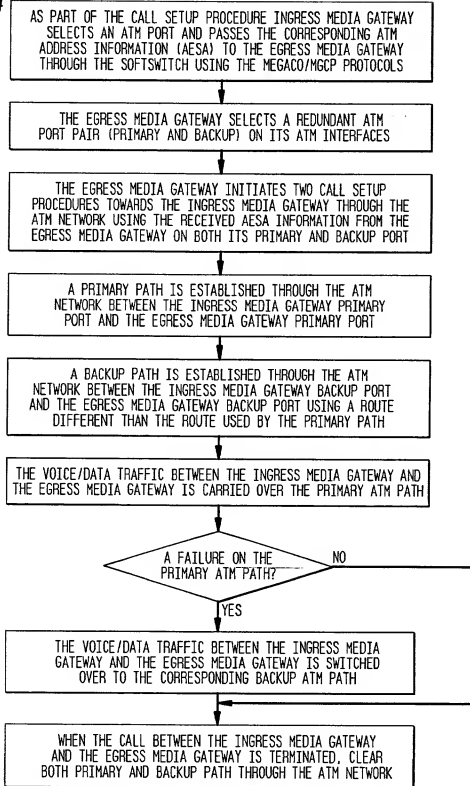 AS PART OF THE CALL SETUP PROCEDURE INGRESS MEDIA GATEWAY
SELECTS AN ATM PORT AND PASSES THE CORRESPONDING ATM
ADDRESS INFORMATION (AESA) TO THE EGRESS MEDIA GATEWAY
THROUGH THE SOFTSWITCH USING THE MEGACO/MGCP PROTOCOLS
THE EGRESS MEDIA GATEWAY SELECTS A REDUNDANT ATM
PORT PAIR (PRIMARY AND BACKUP) ON ITS ATM INTERFACES
THE EGRESS MEDIA GATEWAY INITIATES TWO CALL SETUP
PROCEDURES TOWARDS THE INGRESS MEDIA GATEWAY THROUGH THE
ATM NETWORK USING THE RECEIVED AESA INFORMATION FROM THE
EGRESS MEDIA GATEWAY ON BOTH ITS PRIMARY AND BACKUP PORT
A PRIMARY PATH IS ESTABLISHED THROUGH THE ATM
NETWORK BETWEEN THE INGRESS MEDIA GATEWAY PRIMARY
PORT AND THE EGRESS MEDIA GATEWAY PRIMARY PORT
A BACKUP PATH IS ESTABLISHED THROUGH THE ATM
NETWORK BETWEEN THE INGRESS MEDIA GATEWAY BACKUP PORT
AND THE EGRESS MEDIA GATEWAY BACKUP PORT USING A ROUTE
DIFFERENT THAN THE ROUTE USED BY THE PRIMARY PATH
THE VOICE/DATA TRAFFIC BETWEEN THE INGRESS MEDIA GATEWAY AND
THE EGRESS MEDIA GATEWAY IS CARRIED OVER THE PRIMARY ATM PATH
A FAILURE ON THE
PRIMARY ATM PATH?
NO
YES
THE VOICE/DATA TRAFFIC BETWEEN THE INGRESS MEDIA
GATEWAY AND THE EGRESS MEDIA GATEWAY IS SWITCHED
OVER TO THE CORRESPONDING BACKUP ATM PATH
WHEN THE CALL BETWEEN THE INGRESS MEDIA GATEWAY
AND THE EGRESS MEDIA GATEWAY IS TERMINATED, CLEAR
BOTH PRIMARY AND BACKUP PATH THROUGH THE ATM NETWORK